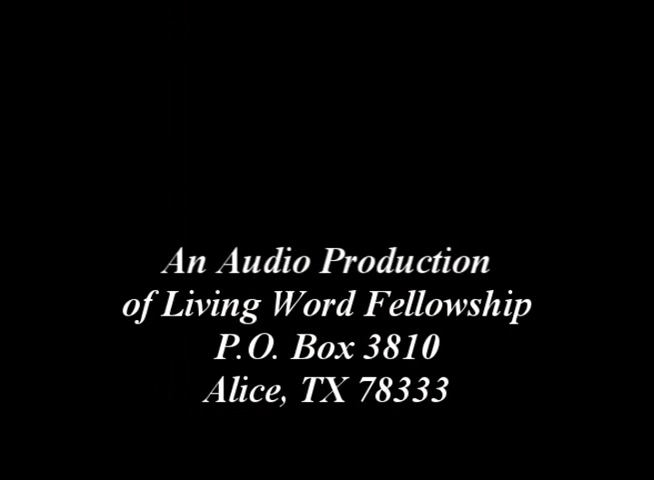 An Audio Production
of Living Word Fellowship
P.O. Box 3810
Alice, TX 78333